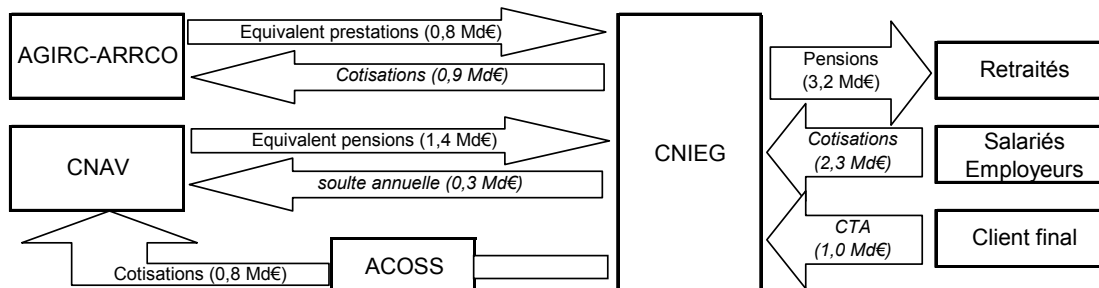 AGIRC-ARRCO
Equivalent prestations (0,8 Md€)
Cotisations (0,9 Md€)
CNAV
Equivalent pensions (1,4 Md€)
soulte annuelle (0,3 Md€)
Cotisations (0,8 Md€)
ACOSS
CNIEG
Pensions
(3,2 Md€)
Retraités
Cotisations
(2,3 Md€)
Salariés
Employeurs
CTA
(1,0 Md€)
Client final